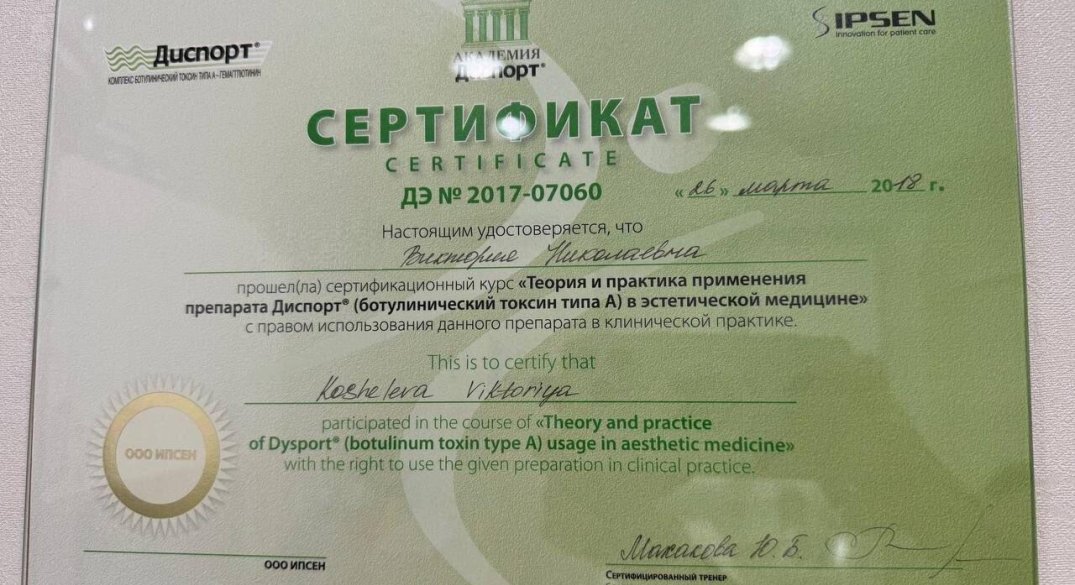 Диспорт®
КОМПЛЕКС БОТУЛИНИЧЕСКИЙ ТОКСИН ТИПА А - ГЕМАГГЛЮТИНИН
АКАДЕМИЯ
Диспорт®
IPSEN
Innovation for patient care
СЕРТИФИКАТ
CERTIFICATE
ДЭ № 2017-07060
« 26 » марта 2018 г.
Настоящим удостоверяется, что
Виктория Николаевна
прошел(ла) сертификационный курс «Теория и практика применения
препарата Диспорт® (ботулинический токсин типа А) в эстетической медицине»
с правом использования данного препарата в клинической практике.
This is to certify that
Kosheleva Viktoriya
participated in the course of «Theory and practice
of Dysport® (botulinum toxin type A) usage in aesthetic medicine»
with the right to use the given preparation in clinical practice.
ООО ИПСЕН
ООО ИПСЕН
Макакова Ю. Б.
Сертифицированный тренер